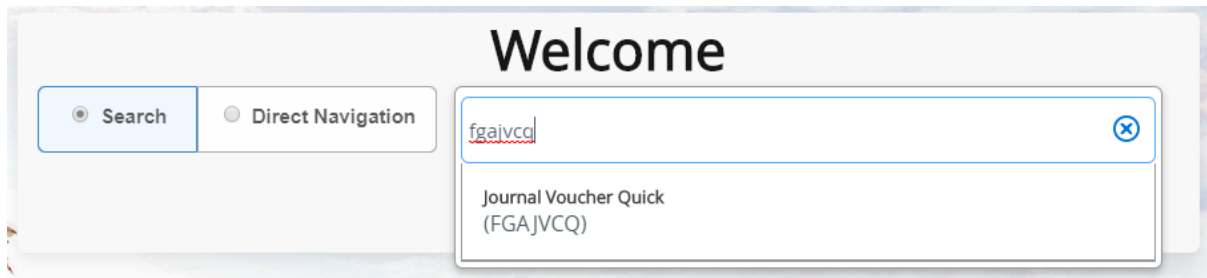 Welcome
Search
Direct Navigation
fgajvcq
Journal Voucher Quick
(FGAJVCQ)